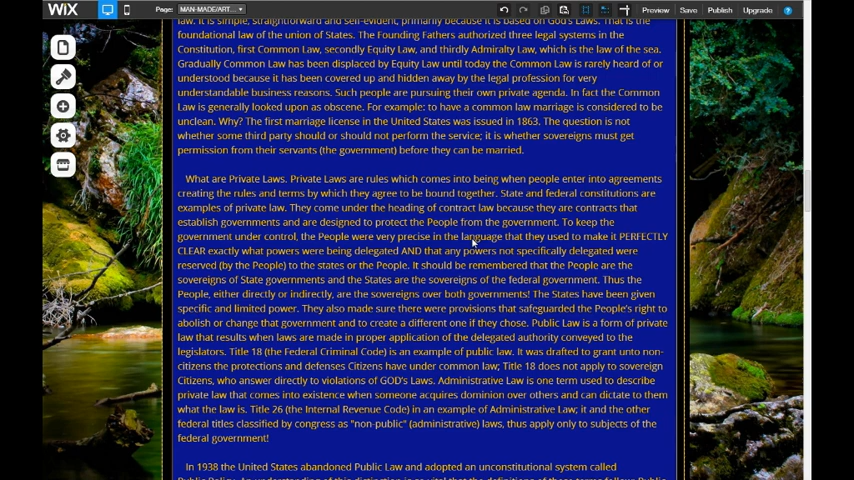 WiX
Page: MAN-MADE/ART...
Preview Save Publish Upgrade ?
law. It is simple, straightforward and self-evident, primarily because it is based on God's Laws. That is the
foundational law of the union of States. The Founding Fathers authorized three legal systems in the
Constitution, first Common Law, secondly Equity Law, and thirdly Admiralty Law, which is the law of the sea.
Gradually Common Law has been displaced by Equity Law until today the Common Law is rarely heard of or
understood because it has been covered up and hidden away by the legal profession for very
understandable business reasons. Such people are pursuing their own private agenda. In fact the Common
Law is generally looked upon as obscene. For example: to have a common law marriage is considered to be
unclean. Why? The first marriage license in the United States was issued in 1863. The question is not
whether some third party should or should not perform the service; it is whether sovereigns must get
permission from their servants (the government) before they can be married.
What are Private Laws. Private Laws are rules which comes into being when people enter into agreements
creating the rules and terms by which they agree to be bound together. State and federal constitutions are
examples of private law. They come under the heading of contract law because they are contracts that
establish governments and are designed to protect the People from the government. To keep the
government under control, the People were very precise in the language that they used to make it PERFECTLY
CLEAR exactly what powers were being delegated AND that any powers not specifically delegated were
reserved (by the People) to the states or the People. It should be remembered that the People are the
sovereigns of State governments and the States are the sovereigns of the federal government. Thus the
People, either directly or indirectly, are the sovereigns over both governments! The States have been given
specific and limited power. They also made sure there were provisions that safeguarded the People's right to
abolish or change that government and to create a different one if they chose. Public Law is a form of private
law that results when laws are made in proper application of the delegated authority conveyed to the
legislators. Title 18 (the Federal Criminal Code) is an example of public law. It was drafted to grant unto non-
citizens the protections and defenses Citizens have under common law; Title 18 does not apply to sovereign
Citizens, who answer directly to violations of GOD's Laws. Administrative Law is one term used to describe
private law that comes into existence when someone acquires dominion over others and can dictate to them
what the law is. Title 26 (the Internal Revenue Code) in an example of Administrative Law; it and the other
federal titles classified by congress as "non-public" (administrative) laws, thus apply only to subjects of the
federal government!
In 1938 the United States abandoned Public Law and adopted an unconstitutional system called